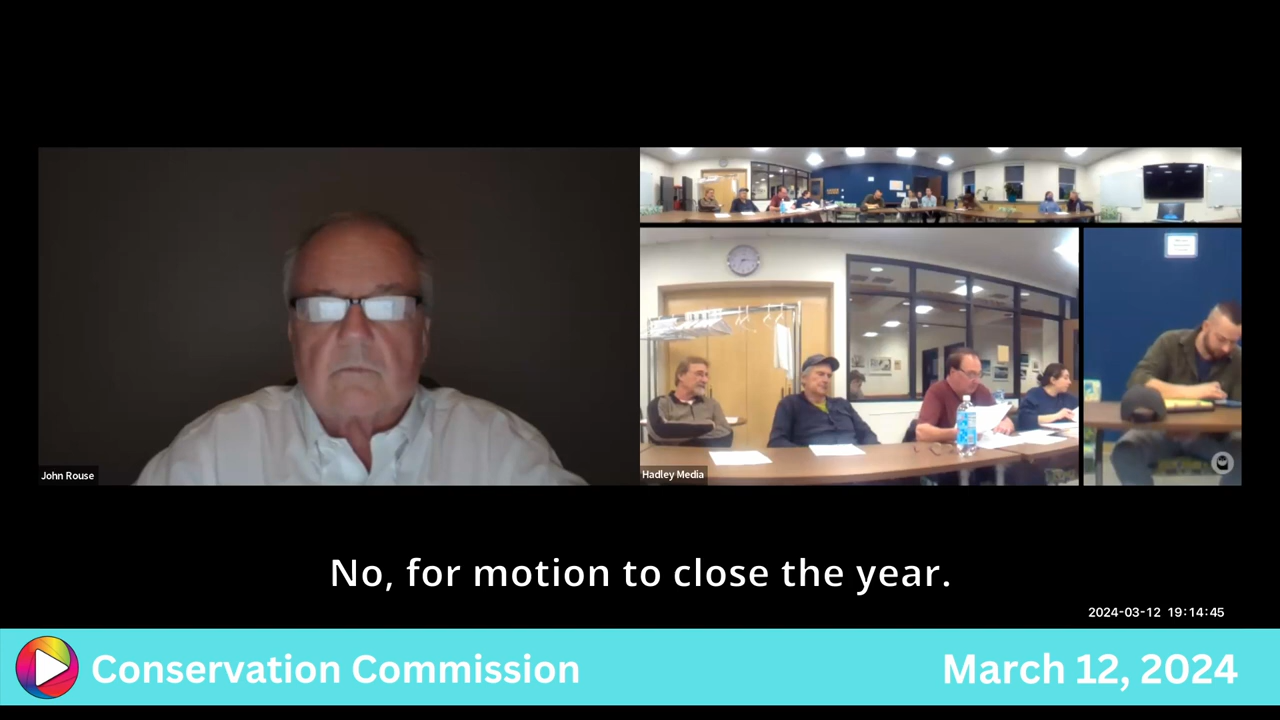 John Rouse
Hadley Media
No, for motion to close the year.
2024-03-12 19:14:45
Conservation Commission
March 12, 2024